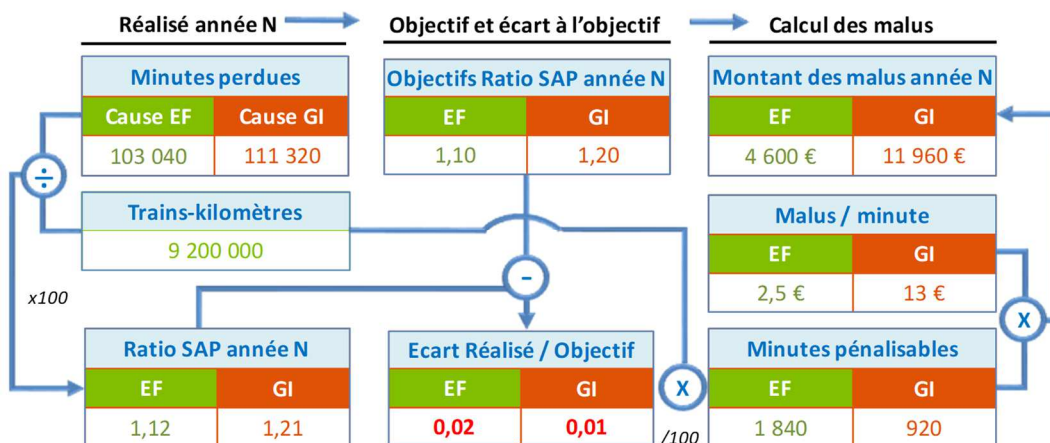 Réalisé année N
Objectif et écart à l’objectif
Calcul des malus
Minutes perdues
Cause EF Cause GI
103 040 111 320
÷
Trains-kilomètres
9 200 000
x100
Ratio SAP année N
EF GI
1,12 1,21
Objectifs Ratio SAP année N
EF GI
1,10 1,20
-
Ecart Réalisé / Objectif
EF GI
0,02 0,01
X
/100
Montant des malus année N
EF GI
4 600 € 11 960 €
Malus / minute
EF GI
2,5 € 13 €
X
Minutes pénalisables
EF GI
1 840 920